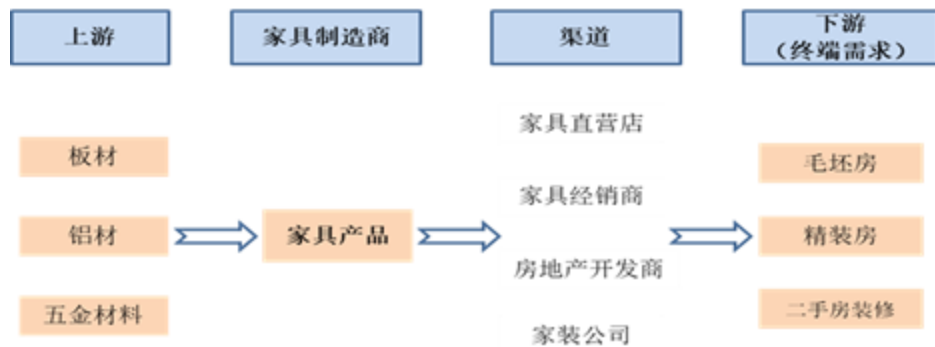 上游
家具制造商
渠道
下游
（终端需求）
家具直营店
板材
毛坯房
家具经销商
铝材
家具产品
精装房
房地产开发商
五金材料
二手房装修
家装公司